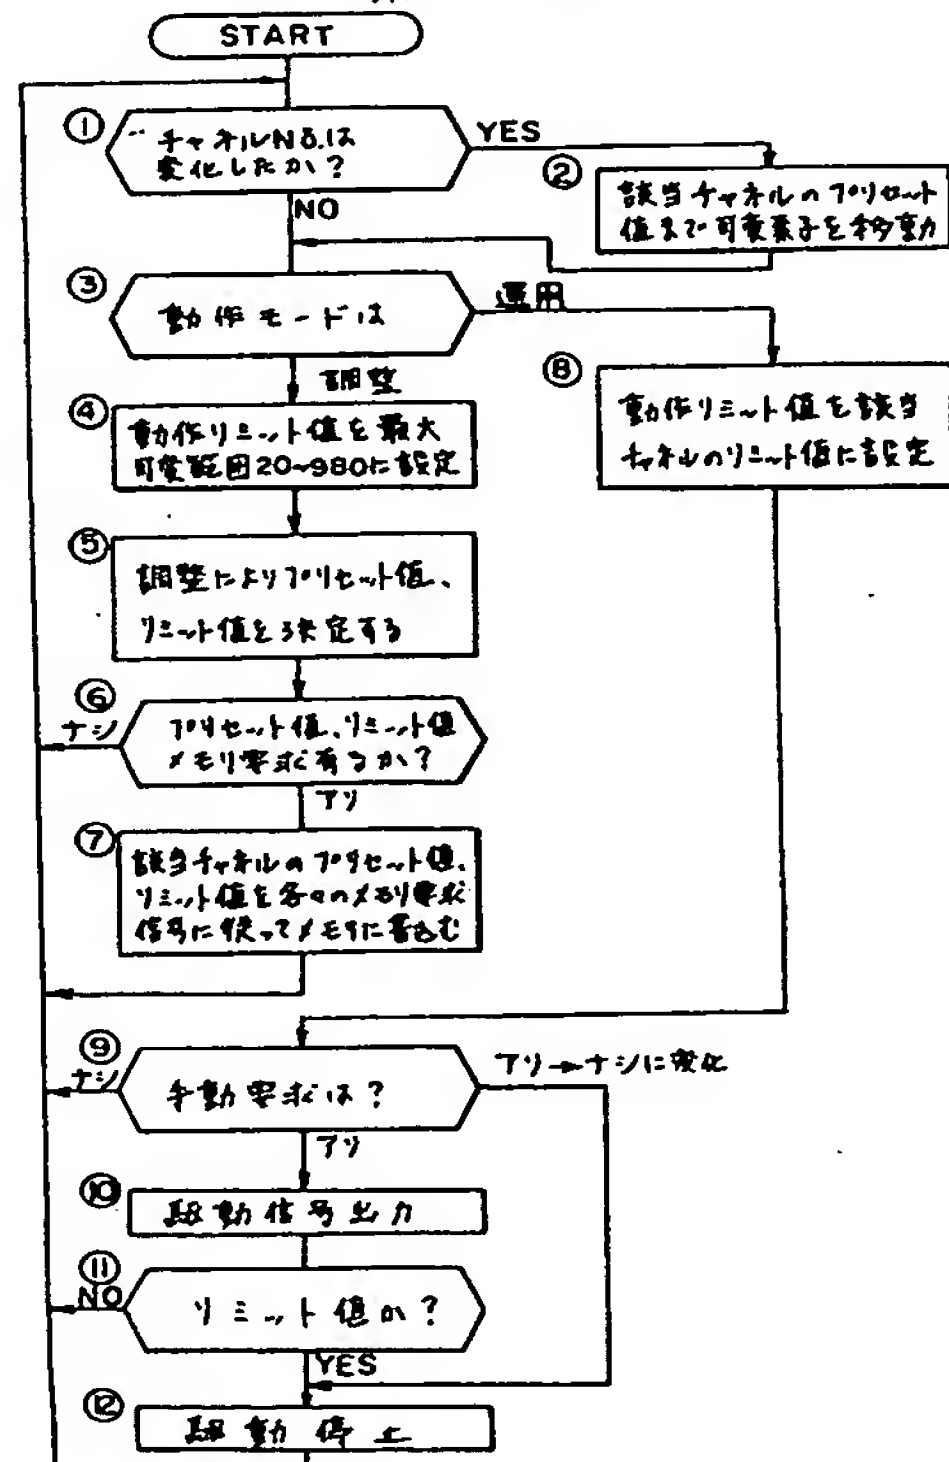 START
①
チャネルNo.は
変化したか?
YES
②
該当チャネルのプリセット
値まで可変素子を移動
NO
③
動作モードは
運用
調整
④
動作リミット値を最大
可変範囲20~980に設定
⑧
動作リミット値を該当
チャネルのリミット値に設定
⑤
調整によりプリセット値、
リミット値を決定する
⑥
ナシ
プリセット値、リミット値
メモリ要求有るか?
アリ
⑦
該当チャネルのプリセット値、
リミット値を各々のメモリ要求
信号に従ってメモリに書込む
⑨
ナシ
手動要求は?
アリ→ナシに変化
アリ
⑩
駆動信号出力
⑪
NO
リミット値か?
YES
⑫
駆動停止